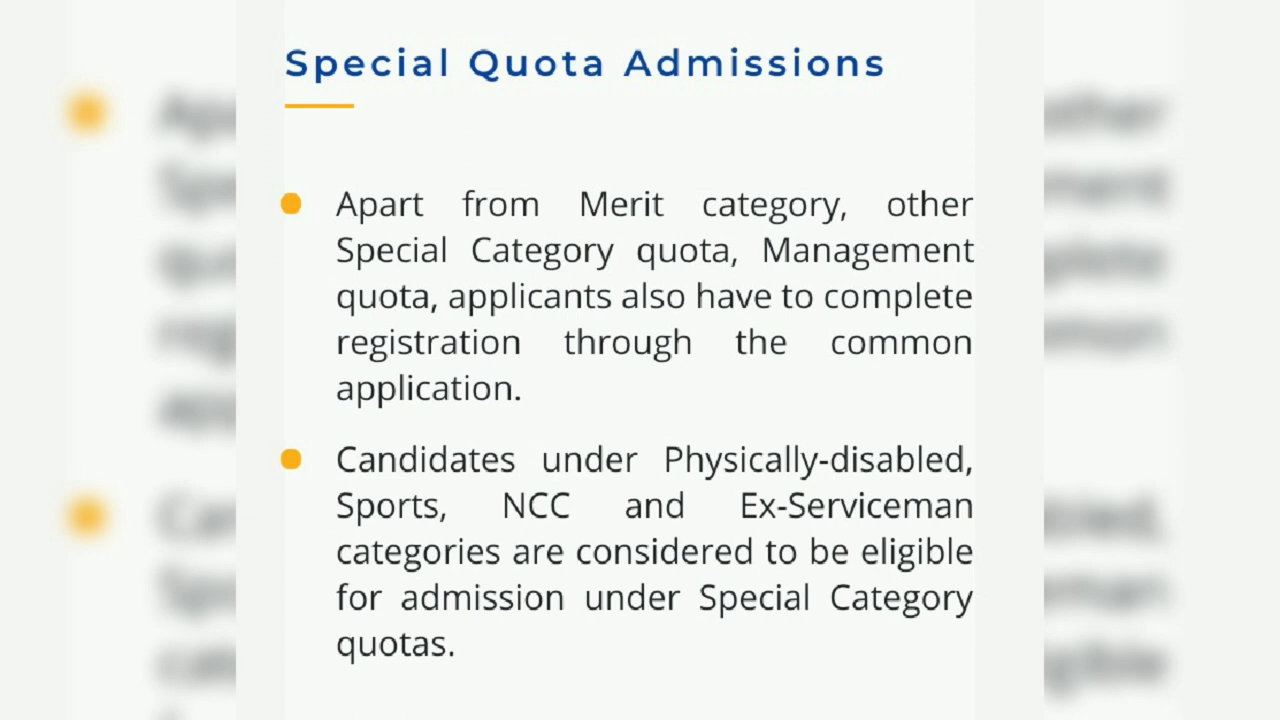 Special Quota Admissions
Apart from Merit category, other
Special Category quota, Management
quota, applicants also have to complete
registration through the common
application.
Candidates under Physically-disabled,
Sports, NCC and Ex-Serviceman
categories are considered to be eligible
for admission under Special Category
quotas.